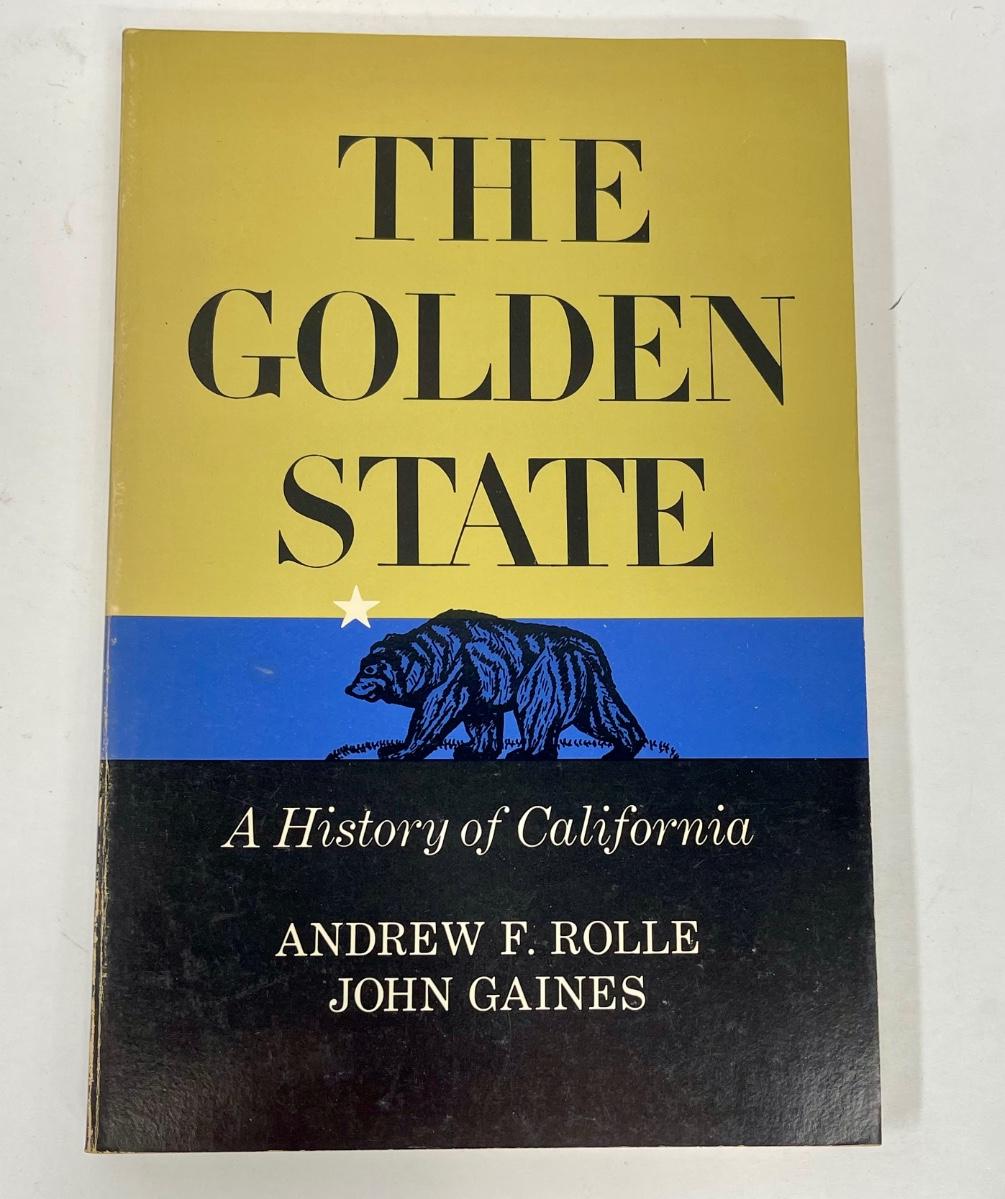 THE
GOLDEN
STATE
A History of California
ANDREW F. ROLLE
JOHN GAINES